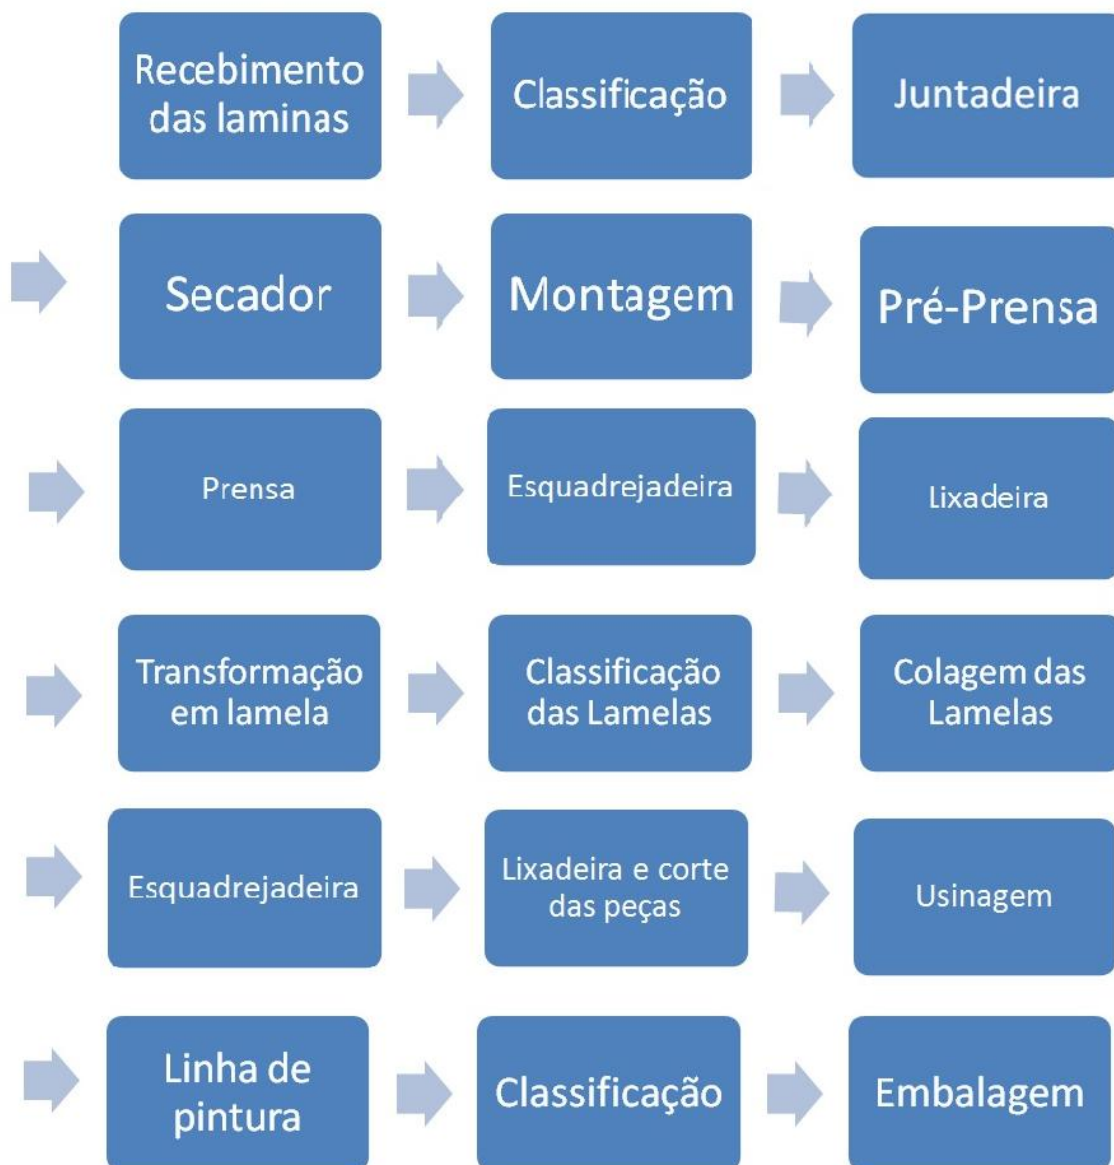 Recebimento
das laminas
Classificação
Juntadeira
Secador
Montagem
Pré-Prensa
Prensa
Esquadrejadeira
Lixadeira
Transformação
em lamela
Classificação
das Lamelas
Colagem das
Lamelas
Esquadrejadeira
Lixadeira e corte
das peças
Usinagem
Linha de
pintura
Classificação
Embalagem